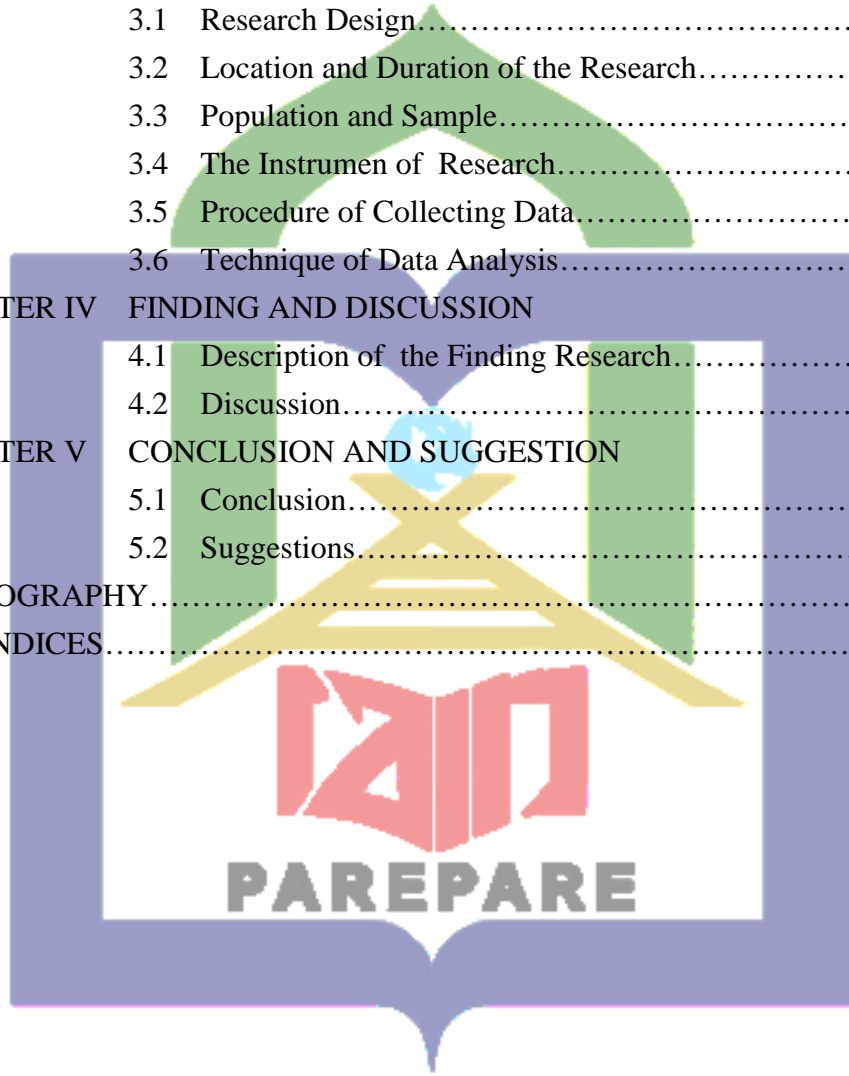 3.1 Research Design……………………………………
3.2 Location and Duration of the Research……………
3.3 Population and Sample………………………………
3.4 The Instrumen of  Research…………………………
3.5 Procedure of Collecting Data………………………
3.6 Technique of Data Analysis…………………………
TER IV FINDING AND DISCUSSION
4.1 Description of  the Finding Research………………
4.2 Discussion……………………………………………
TER V CONCLUSION AND SUGGESTION
5.1 Conclusion……………………………………………
5.2 Suggestions……………………………………………
OGRAPHY……………………………………………………………
NDICES………………………………………………………………
iain
PAREPARE